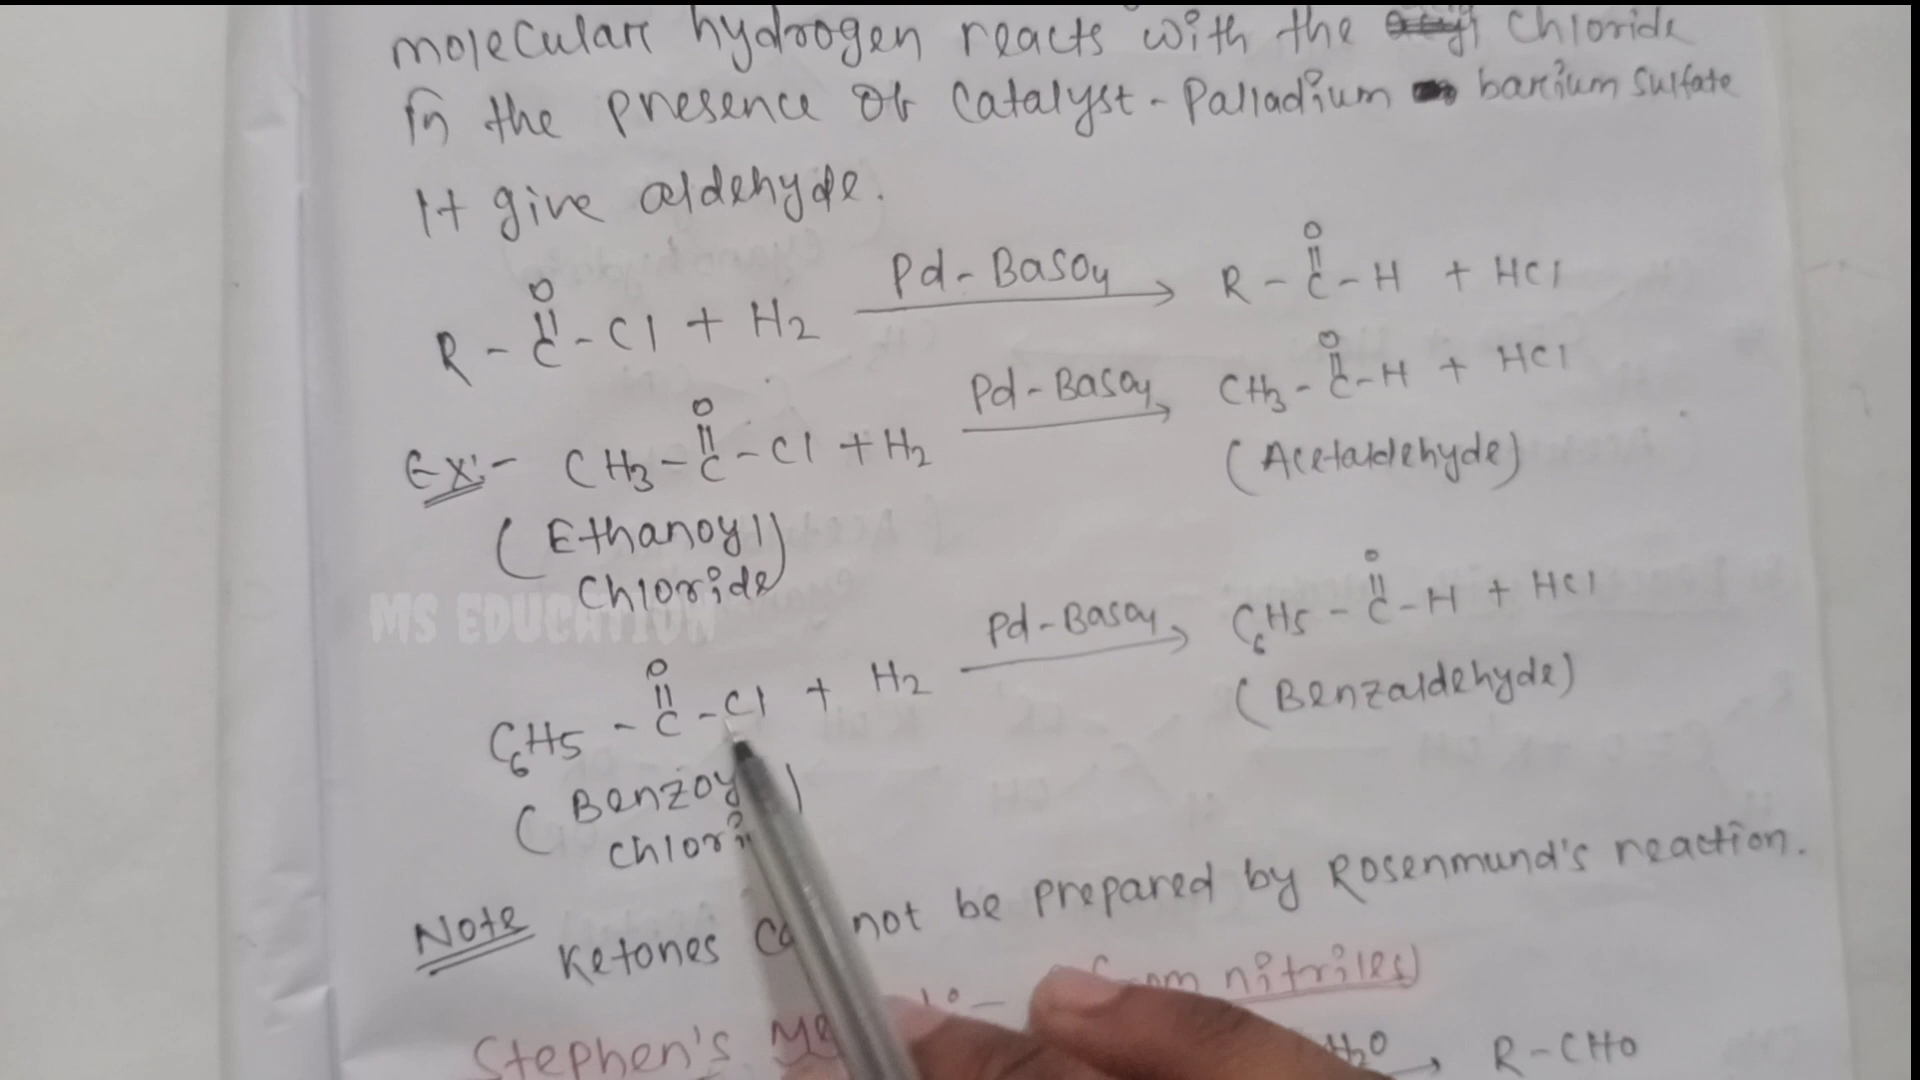 molecular hydrogen reacts with the chloride
in the presence of catalyst - Palladium barium sulfate
It give aldehyde.
O
R - C - Cl + H2 Pd - BaSO4 R - C - H + HCl
O
Ex:- CH3 - C - Cl + H2 Pd - BaSO4 CH3 - C - H + HCl
(Ethanoyl (Acetaldehyde)
Chloride)
MS EDUCATION
O
C6H5 - C - Cl + H2 Pd - BaSO4 C6H5 - C - H + HCl
(Benzoy (Benzaldehyde)
Chlori
Note Ketones not be prepared by Rosenmund's reaction.
Stephen's nitriles)
H2O R - CHO